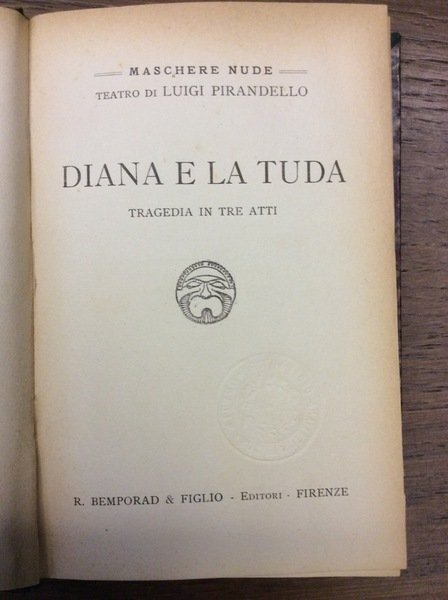 MASCHERE NUDE
TEATRO DI LUIGI PIRANDELLO
DIANA E LA TUDA
TRAGEDIA IN TRE ATTI
R. BEMPORAD & FIGLIO - EDITORI - FIRENZE